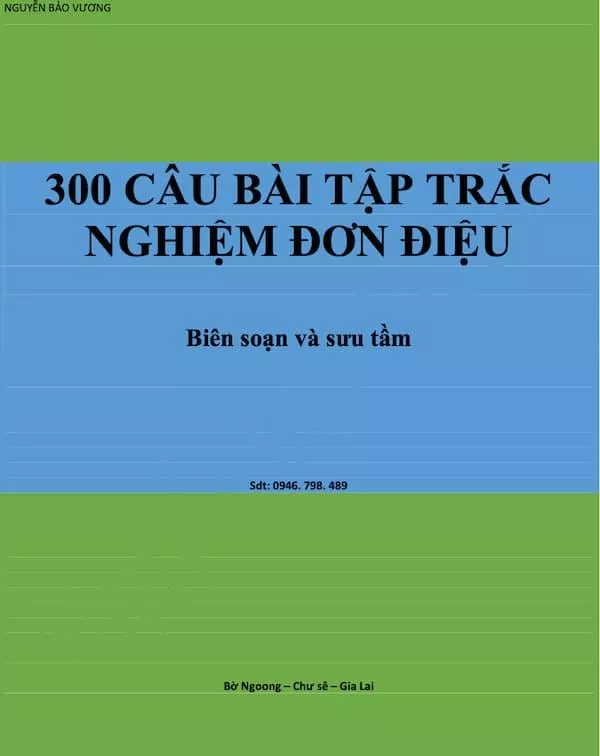 NGUYỄN BẢO VƯƠNG
300 CÂU BÀI TẬP TRẮC
NGHIỆM ĐƠN ĐIỆU
Biên soạn và sưu tầm
Sdt: 0946. 798. 489
Bờ Ngoong – Chư sê – Gia Lai